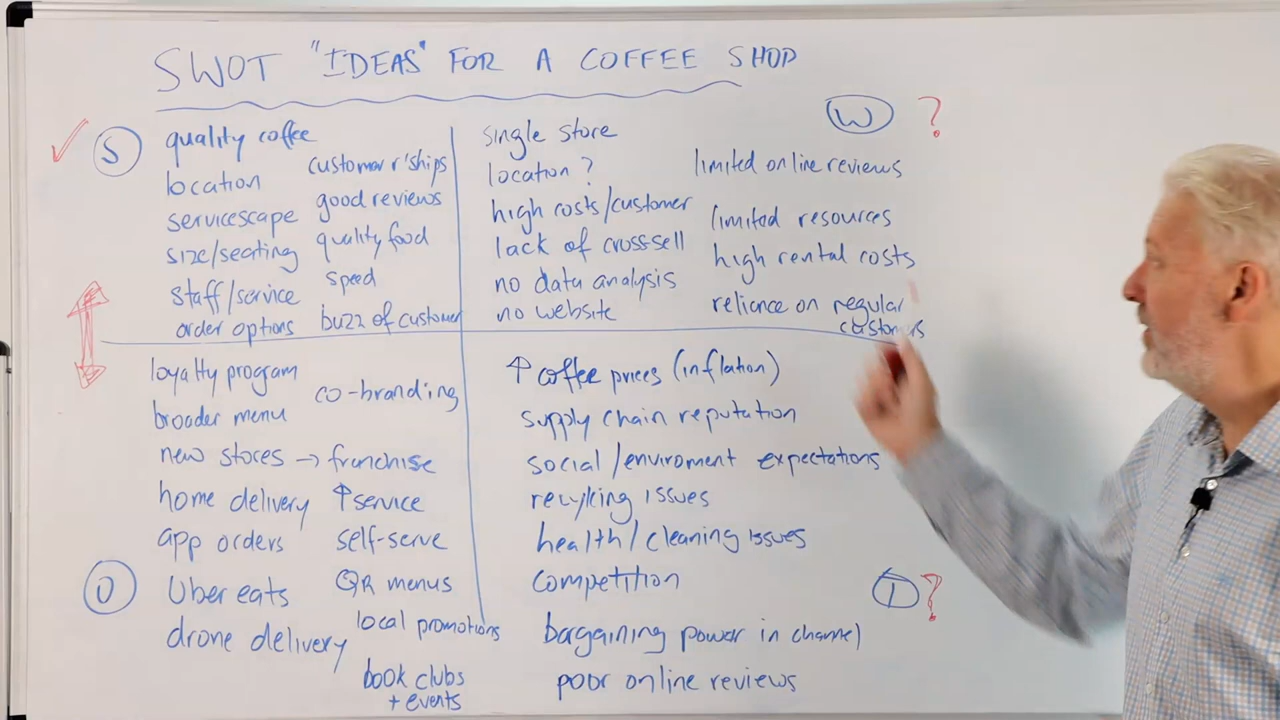 SWOT "IDEAS" FOR A COFFEE SHOP
S
quality coffee
location
servicescape
size/seating
staff/service
order options
customer r'ships
good reviews
quality food
speed
buzz of customer
W ?
single store
location ?
high costs/customer
lack of cross-sell
no data analysis
no website
limited online reviews
limited resources
high rental costs
reliance on regular
customers
O
loyalty program
broader menu
new stores → franchise
home delivery
app orders
Uber eats
drone delivery
co-branding
↑ service
self-serve
QR menus
local promotions
book clubs
+ events
T ?
↑ coffee prices (inflation)
supply chain reputation
social/enviroment expectations
recycking issues
health/cleaning issues
competition
bargaining power in channel
poor online reviews